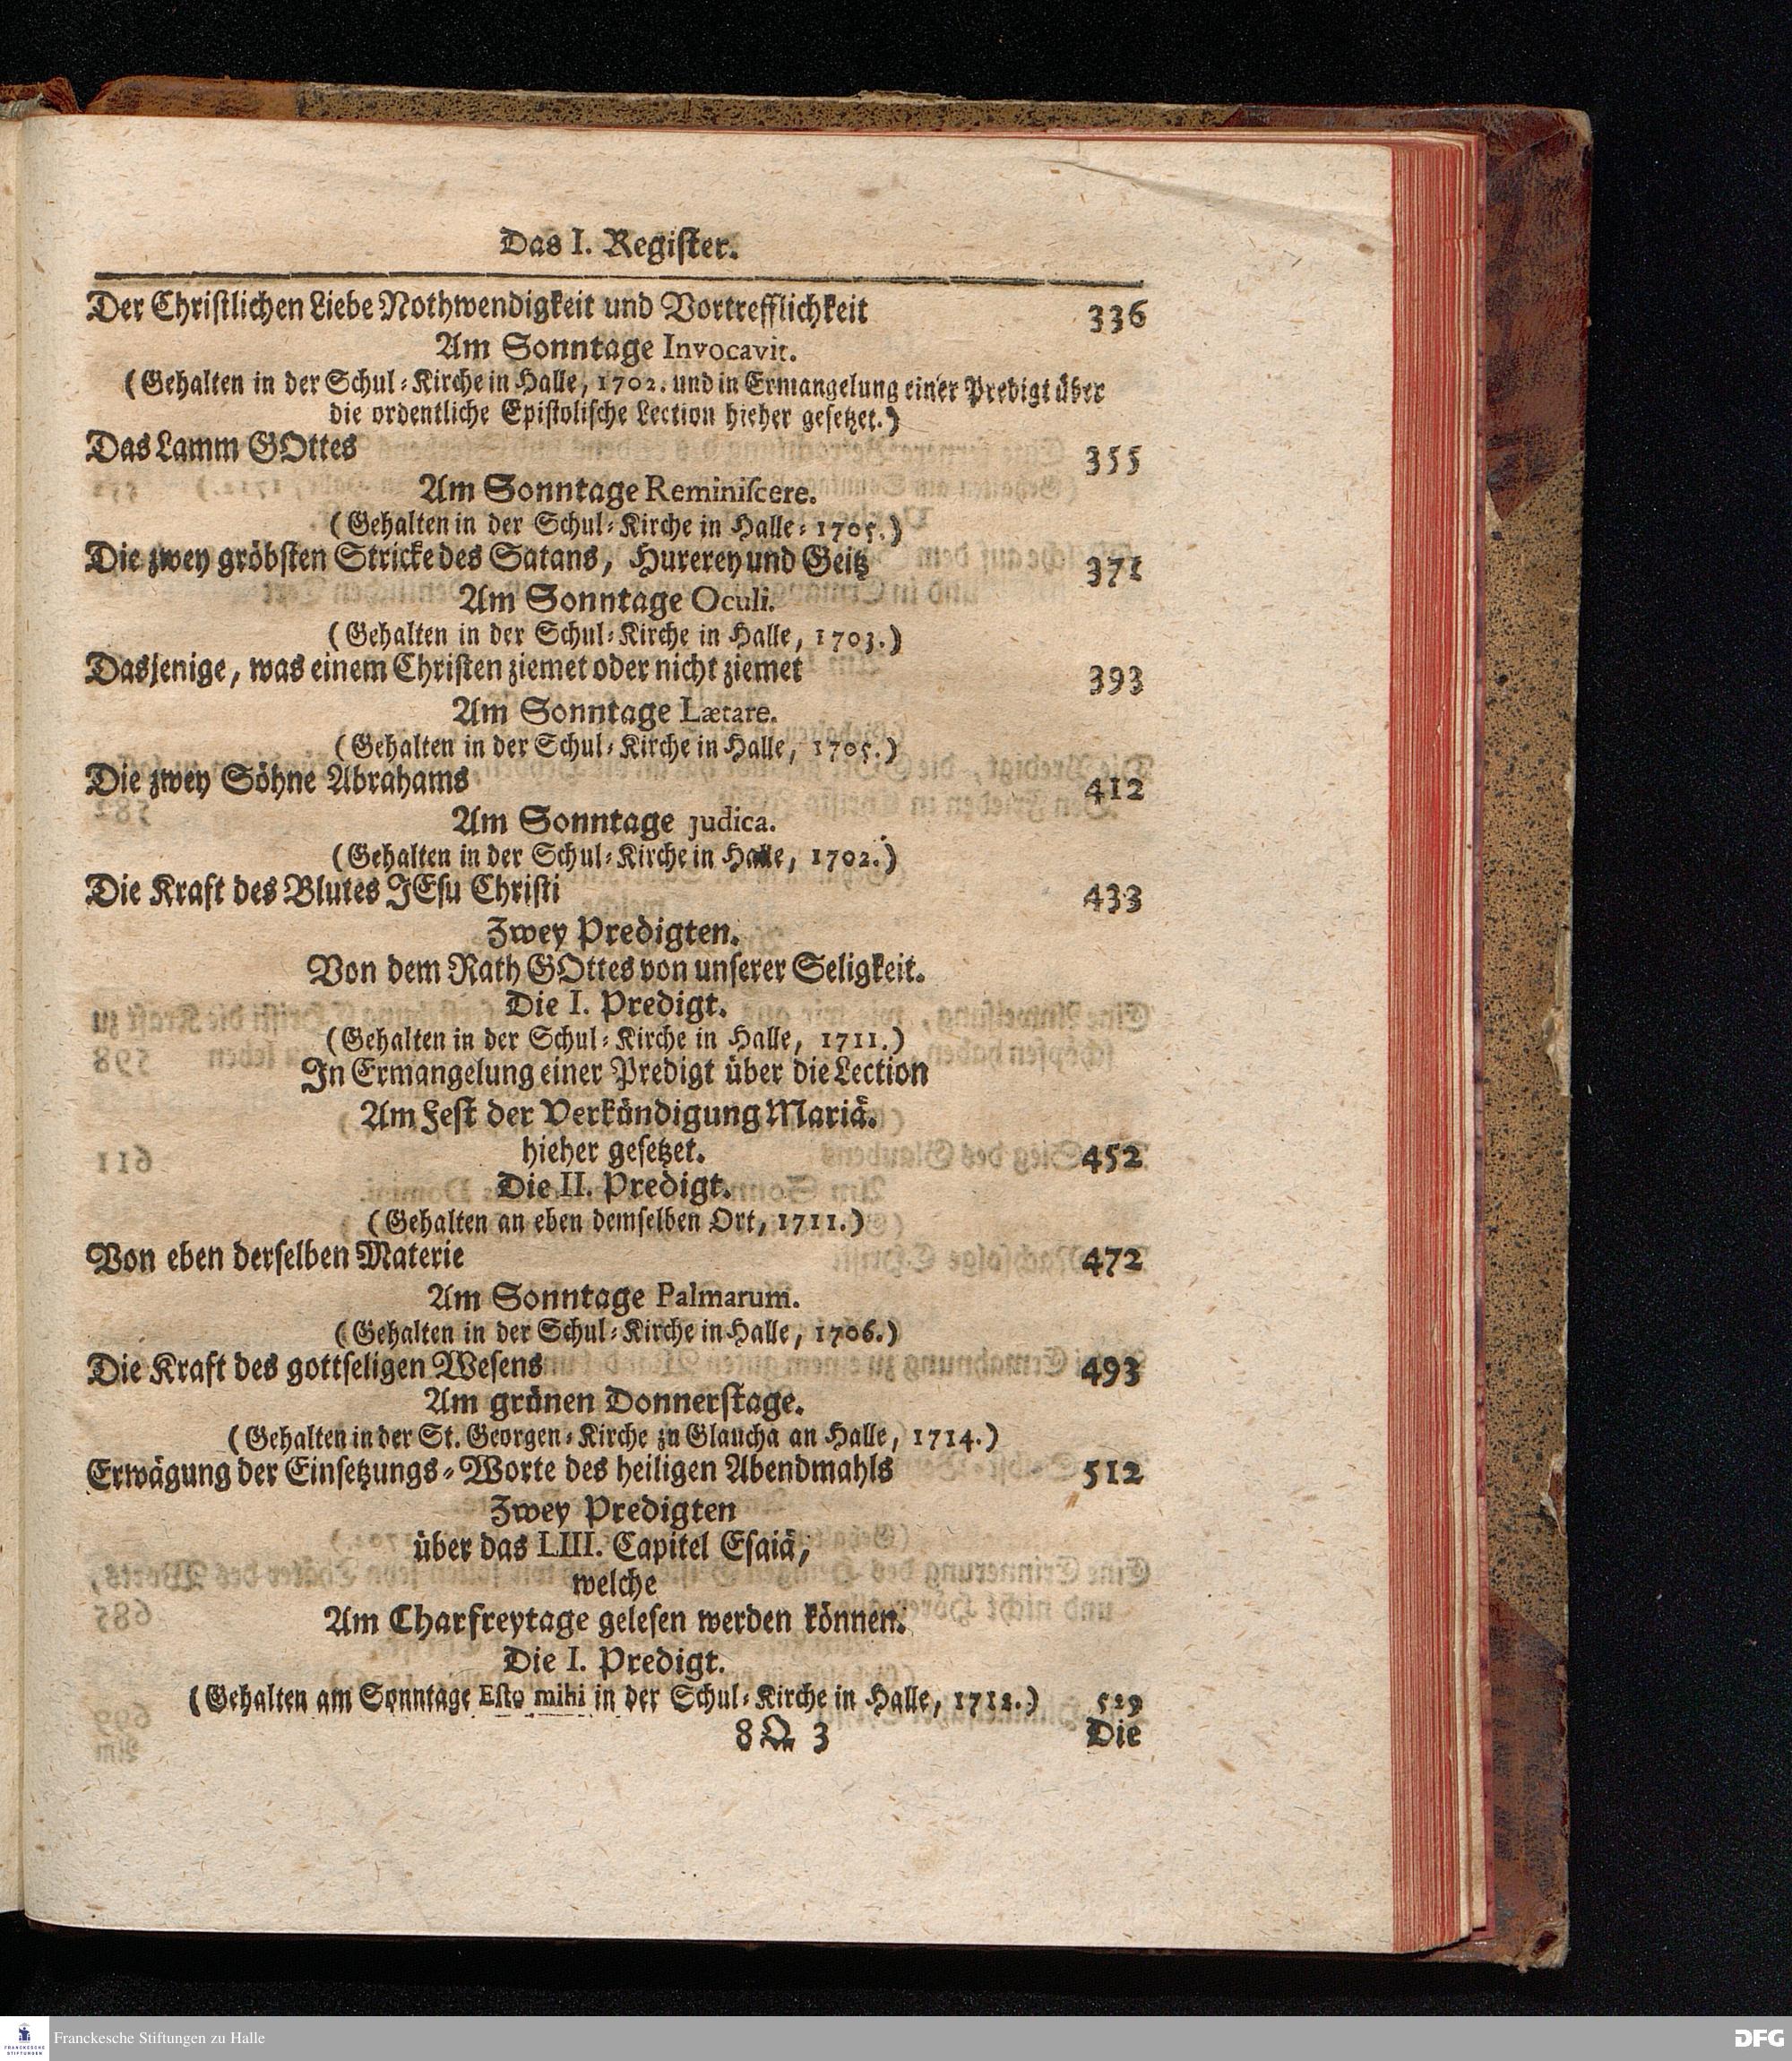 Das I. Register.
Der Christlichen Liebe Nothwendigkeit und Vortrefflichkeit 336
Am Sonntage Invocavit.
(Gehalten in der Schul-Kirche in Halle, 1702. und in Ermangelung einer Predigt über
die ordentliche Epistolische Lection hieher gesetzet.)
Das Lamm GOttes 355
Am Sonntage Reminiscere.
(Gehalten in der Schul-Kirche in Halle- 1705.)
Die zwey gröbsten Stricke des Satans, Hurerey und Geitz 371
Am Sonntage Oculi.
(Gehalten in der Schul-Kirche in Halle, 1703.)
Dasjenige, was einem Christen ziemet oder nicht ziemet 393
Am Sonntage Lætare.
(Gehalten in der Schul-Kirche in Halle, 1705.)
Die zwey Söhne Abrahams 412
Am Sonntage Judica.
(Gehalten in der Schul-Kirche in Halle, 1702.)
Die Kraft des Blutes JEsu Christi 433
Zwey Predigten.
Von dem Rath GOttes von unserer Seligkeit.
Die I. Predigt.
(Gehalten in der Schul-Kirche in Halle, 1711.)
In Ermangelung einer Predigt über die Lection
Am Fest der Verkündigung Mariä.
hieher gesetzet. 452
Die II. Predigt.
(Gehalten an eben demselben Ort, 1711.)
Von eben derselben Materie 472
Am Sonntage Palmarum.
(Gehalten in der Schul-Kirche in Halle, 1706.)
Die Kraft des gottseligen Wesens 493
Am grünen Donnerstage.
(Gehalten in der St. Georgen-Kirche zu Glaucha an Halle, 1714.)
Erwägung der Einsetzungs-Worte des heiligen Abendmahls 512
Zwey Predigten
über das LIII. Capitel Esaiä,
welche
Am Charfreytage gelesen werden können.
Die I. Predigt.
(Gehalten am Sonntage Esto mihi in der Schul-Kirche in Halle, 1712.) 529
8 Q 3 Die
Franckesche Stiftungen zu Halle
FRANCKESCHE STIFTUNGEN
DFG